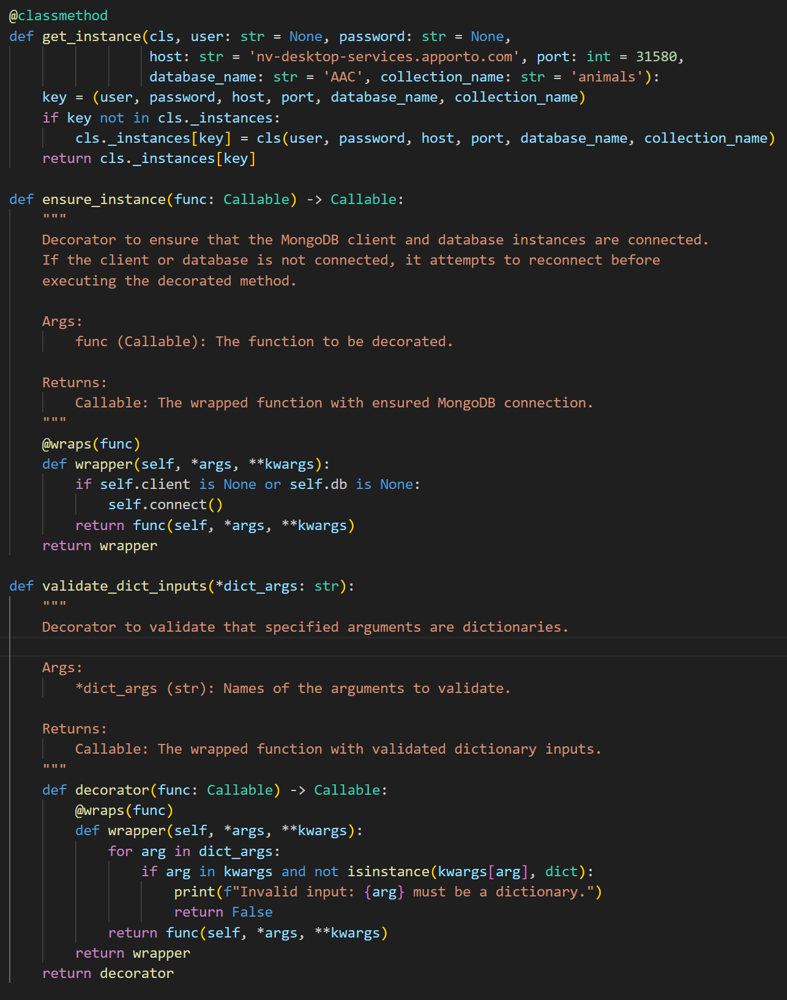 @classmethod
def get_instance(cls, user: str = None, password: str = None,
                 host: str = 'nv-desktop-services.apporto.com', port: int = 31580,
                 database_name: str = 'AAC', collection_name: str = 'animals'):
    key = (user, password, host, port, database_name, collection_name)
    if key not in cls._instances:
        cls._instances[key] = cls(user, password, host, port, database_name, collection_name)
    return cls._instances[key]

def ensure_instance(func: Callable) -> Callable:
    """
    Decorator to ensure that the MongoDB client and database instances are connected.
    If the client or database is not connected, it attempts to reconnect before
    executing the decorated method.

    Args:
        func (Callable): The function to be decorated.

    Returns:
        Callable: The wrapped function with ensured MongoDB connection.
    """
    @wraps(func)
    def wrapper(self, *args, **kwargs):
        if self.client is None or self.db is None:
            self.connect()
        return func(self, *args, **kwargs)
    return wrapper

def validate_dict_inputs(*dict_args: str):
    """
    Decorator to validate that specified arguments are dictionaries.

    Args:
        *dict_args (str): Names of the arguments to validate.

    Returns:
        Callable: The wrapped function with validated dictionary inputs.
    """
    def decorator(func: Callable) -> Callable:
        @wraps(func)
        def wrapper(self, *args, **kwargs):
            for arg in dict_args:
                if arg in kwargs and not isinstance(kwargs[arg], dict):
                    print(f"Invalid input: {arg} must be a dictionary.")
                    return False
            return func(self, *args, **kwargs)
        return wrapper
    return decorator